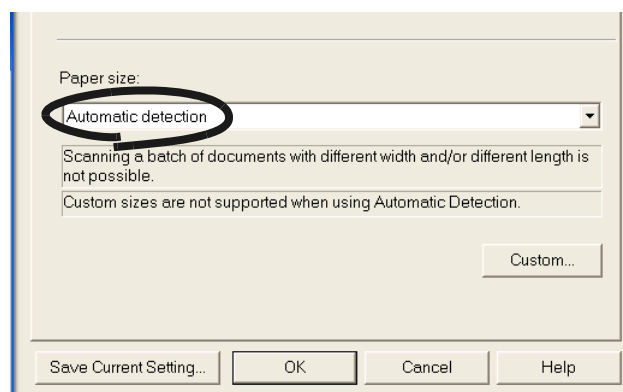 Paper size:
Automatic detection
Scanning a batch of documents with different width and/or different length is
not possible.
Custom sizes are not supported when using Automatic Detection.
Custom...
Save Current Setting... OK Cancel Help